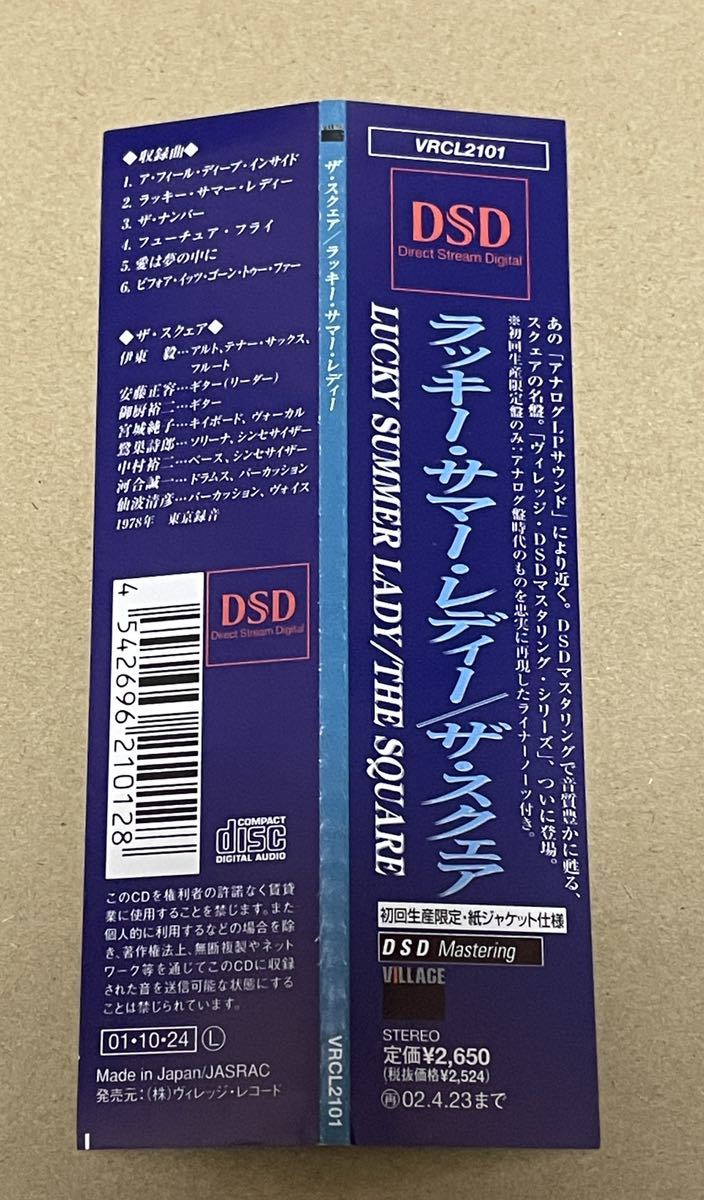 ◆収録曲◆
1. ア・フィール・ディープ・インサイド
2. ラッキー・サマー・レディー
3. ザ・ナンバー
4. フューチュア・フライ
5. 愛は夢の中に
6. ビフォア・イッツ・ゴーン・トゥー・ファー
◆ザ・スクェア◆
伊東 毅…アルト、テナー・サックス、
フルート
安藤正容…ギター(リーダー)
御厨裕二…ギター
宮城純子…キイボード、ヴォーカル
鷺巣詩郎…ソリーナ、シンセサイザー
中村裕二…ベース、シンセサイザー
河合誠一…ドラムス、パーカッション
仙波清彦…パーカッション、ヴォイス
1978年 東京録音
DSD
Direct Stream Digital
4 542696 210128
COMPACT
disc
DIGITAL AUDIO
このCDを権利者の許諾なく賃貸
業に使用することを禁じます。また
個人的に利用するなどの場合を除
き、著作権法上、無断複製やネット
ワーク等を通じてこのCDに収録
された音を送信可能な状態にする
ことは禁じられています。
01・10・24 L
Made in Japan/JASRAC
発売元:(株)ヴィレッジ・レコード
VILLAGE
ザ・スクェア/ラッキー・サマー・レディー
VRCL2101
VRCL2101
DSD
Direct Stream Digital
あの「アナログLPサウンド」により近く。DSDマスタリングで音質豊かに甦る、
スクェアの名盤。「ヴィレッジ・DSDマスタリング・シリーズ」、ついに登場。
※初回生産限定盤のみ:アナログ盤時代のものを忠実に再現したライナーノーツ付き。
ラッキー・サマー・レディー/ザ・スクェア
LUCKY SUMMER LADY/THE SQUARE
初回生産限定・紙ジャケット仕様
DSD Mastering
VILLAGE
STEREO
定価¥2,650
(税抜価格¥2,524)
再02.4.23まで